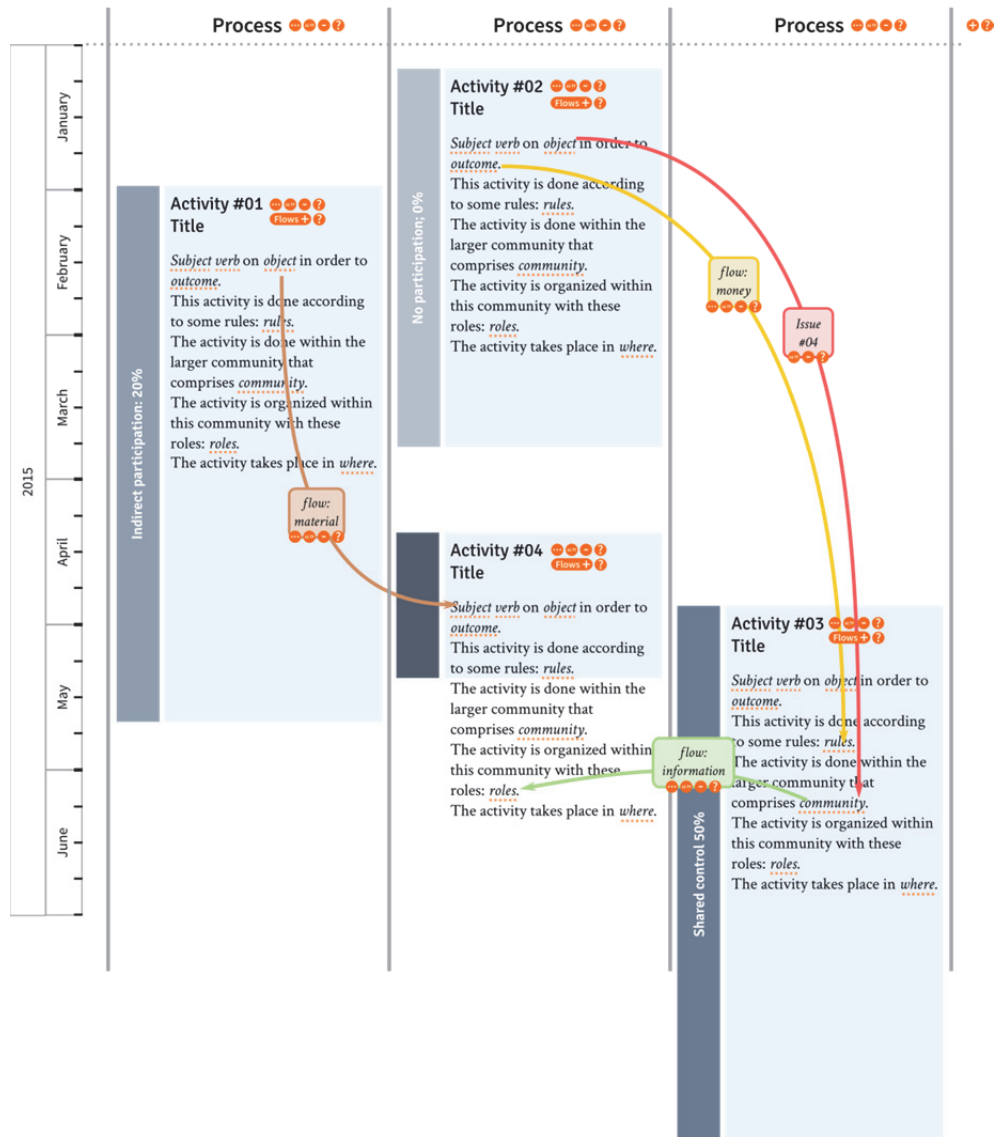 Process
Process
Process
2015
January
February
March
April
May
June
Indirect participation: 20%
Activity #01
Flows + ?
Title
Subject verb on object in order to
outcome.
This activity is done according
to some rules: rules.
The activity is done within the
larger community that
comprises community.
The activity is organized within
this community with these
roles: roles.
The activity takes place in where.
flow:
material
No participation; 0%
Activity #02
Flows + ?
Title
Subject verb on object in order to
outcome.
This activity is done according
to some rules: rules.
The activity is done within the
larger community that
comprises community.
The activity is organized within
this community with these
roles: roles.
The activity takes place in where.
flow:
money
Issue
#04
Activity #04
Flows + ?
Title
Subject verb on object in order to
outcome.
This activity is done according
to some rules: rules.
The activity is done within the
larger community that
comprises community.
The activity is organized within
this community with these
roles: roles.
The activity takes place in where.
flow:
information
Shared control 50%
Activity #03
Flows + ?
Title
Subject verb on object in order to
outcome.
This activity is done according
to some rules: rules.
The activity is done within the
larger community that
comprises community.
The activity is organized within
this community with these
roles: roles.
The activity takes place in where.